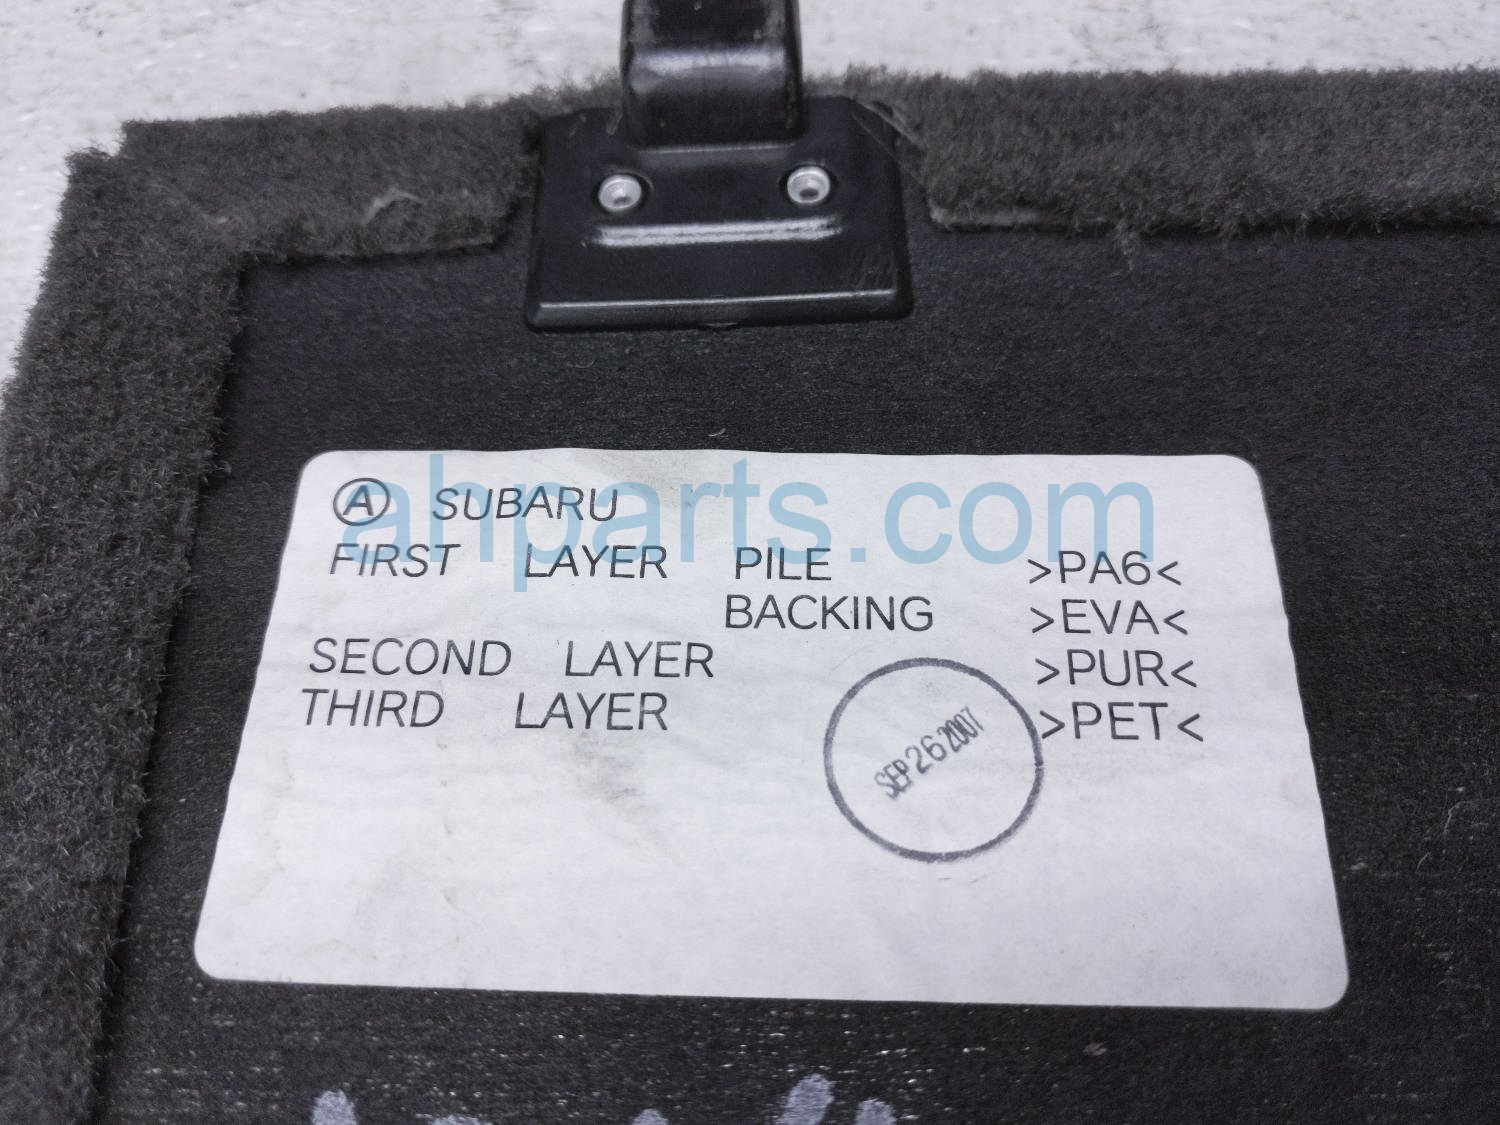 Ⓐ SUBARU
ahparts.com
FIRST LAYER PILE >PA6<
BACKING >EVA<
SECOND LAYER >PUR<
THIRD LAYER >PET<
SEP 26 2007